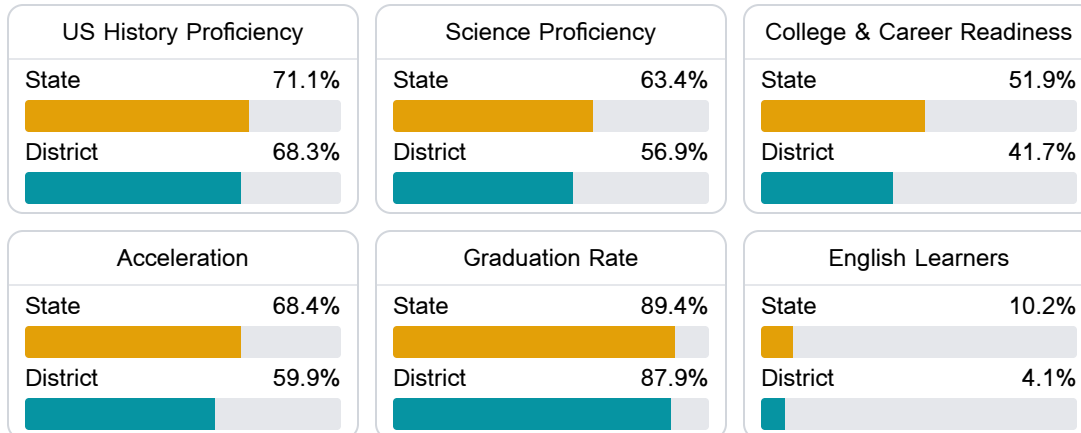 US History Proficiency
State 71.1%
District 68.3%
Science Proficiency
State 63.4%
District 56.9%
College & Career Readiness
State 51.9%
District 41.7%
Acceleration
State 68.4%
District 59.9%
Graduation Rate
State 89.4%
District 87.9%
English Learners
State 10.2%
District 4.1%